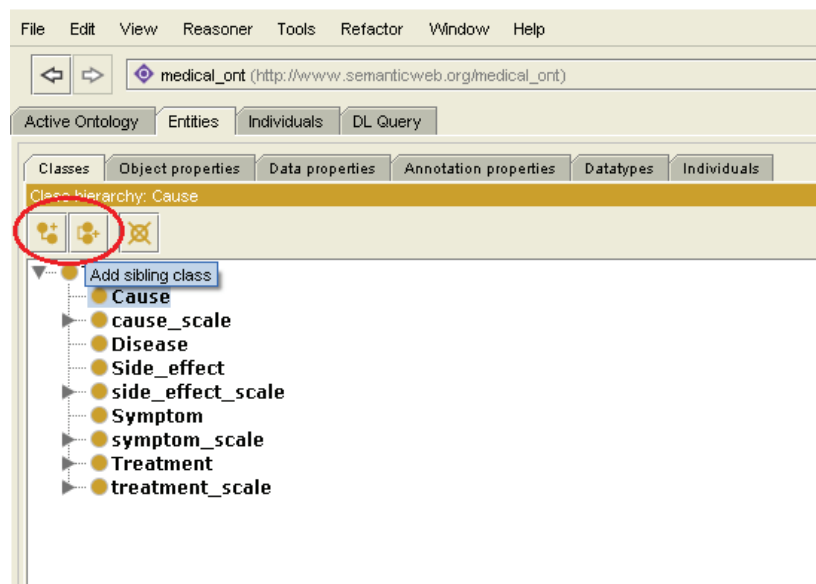 File Edit View Reasoner Tools Refactor Window Help
medical_ont (http://www.semanticweb.org/medical_ont)
Active Ontology Entities Individuals DL Query
Classes Object properties Data properties Annotation properties Datatypes Individuals
Class hierarchy: Cause
Add sibling class
Cause
cause_scale
Disease
Side_effect
side_effect_scale
Symptom
symptom_scale
Treatment
treatment_scale